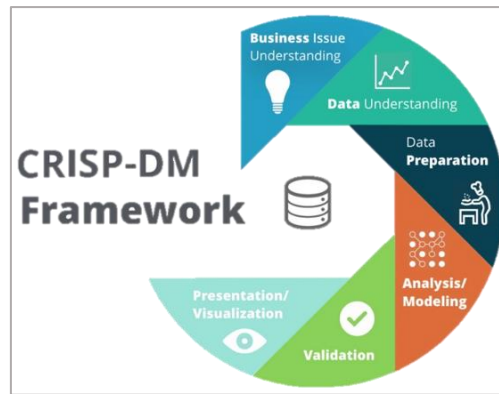 Business Issue
Understanding
Data Understanding
CRISP-DM
Framework
Data
Preparation
Analysis/
Modeling
Presentation/
Visualization
Validation